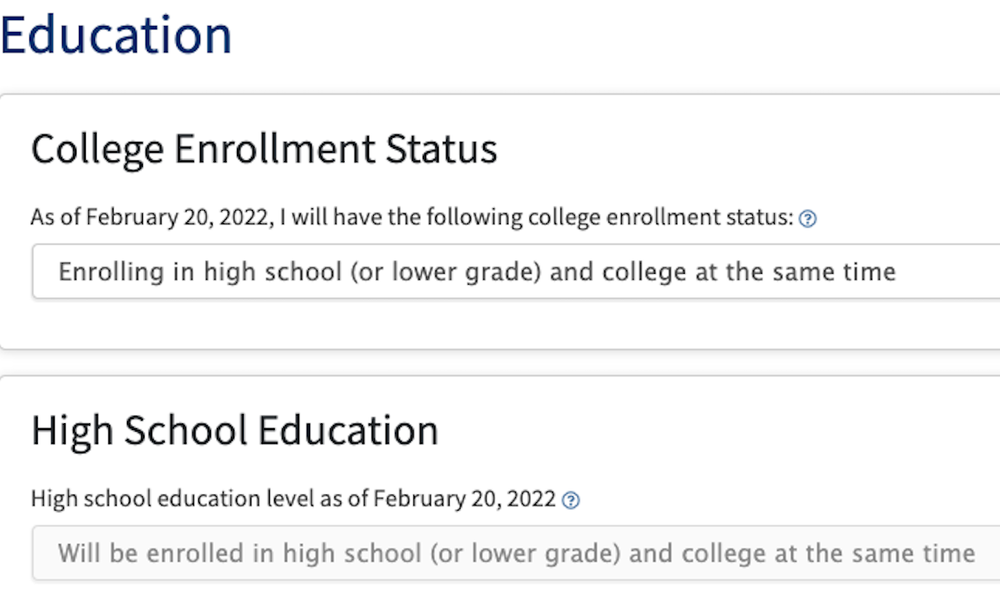 Education
College Enrollment Status
As of February 20, 2022, I will have the following college enrollment status: ?
Enrolling in high school (or lower grade) and college at the same time
High School Education
High school education level as of February 20, 2022 ?
Will be enrolled in high school (or lower grade) and college at the same time